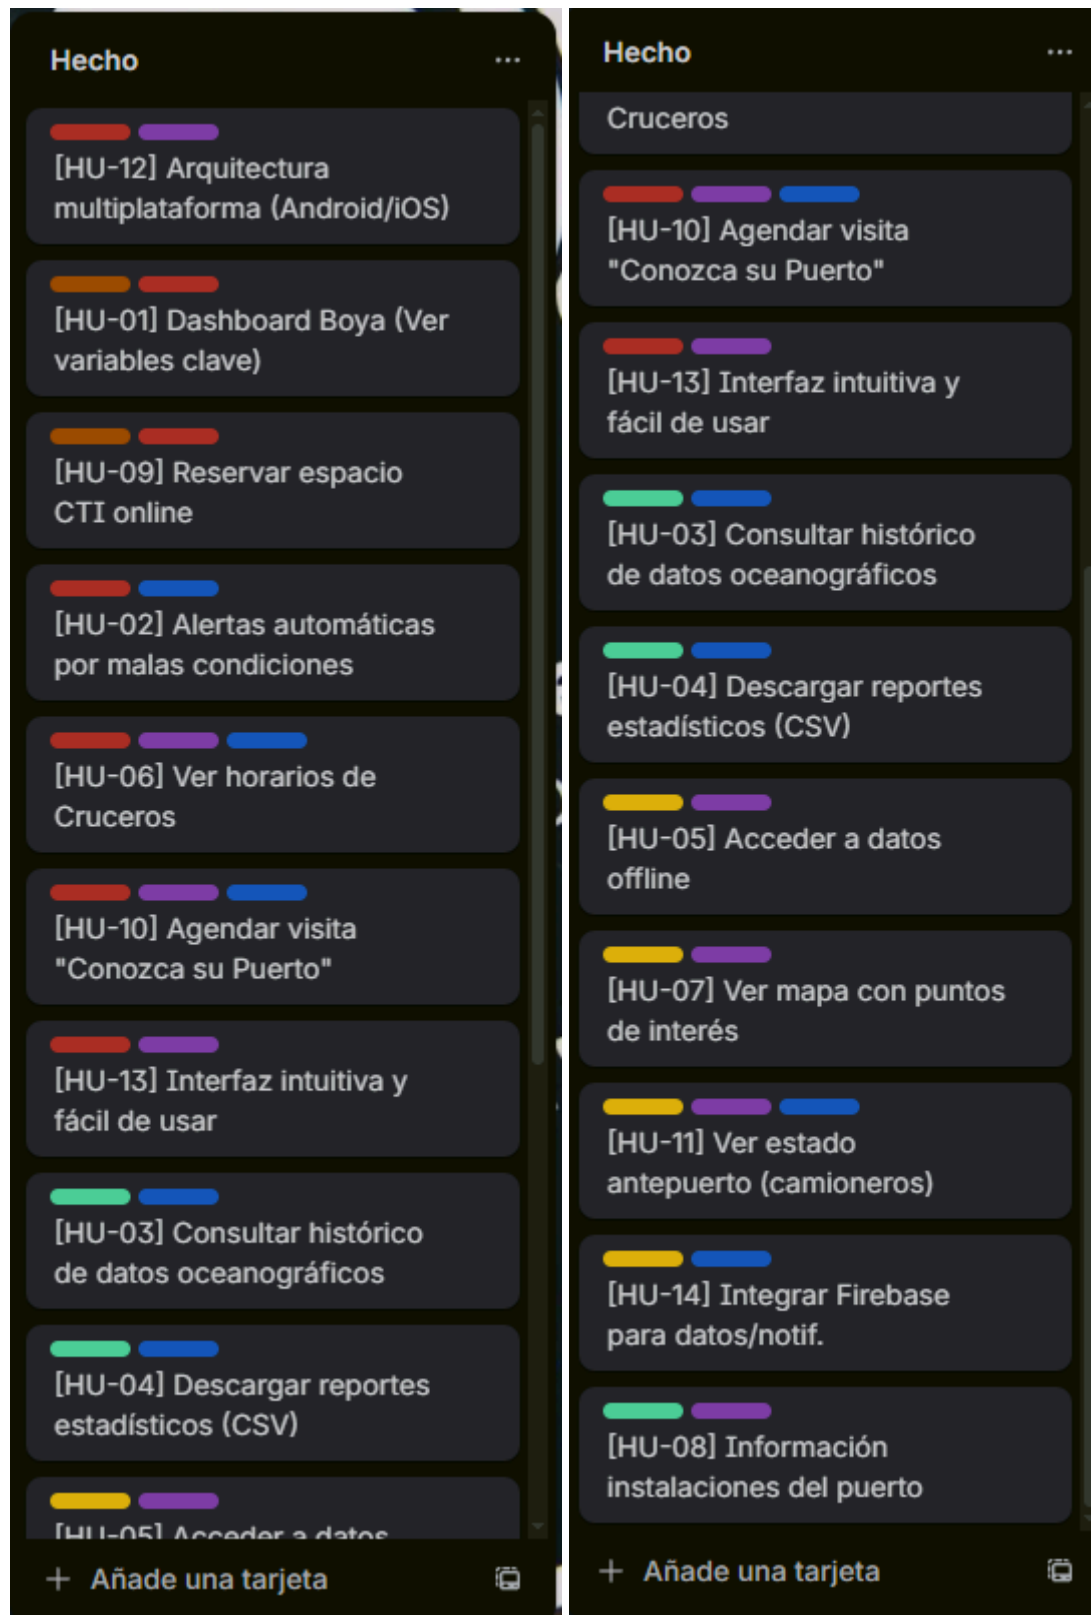 Hecho
[HU-12] Arquitectura
multiplataforma (Android/iOS)
[HU-01] Dashboard Boya (Ver
variables clave)
[HU-09] Reservar espacio
CTI online
[HU-02] Alertas automáticas
por malas condiciones
[HU-06] Ver horarios de
Cruceros
[HU-10] Agendar visita
"Conozca su Puerto"
[HU-13] Interfaz intuitiva y
fácil de usar
[HU-03] Consultar histórico
de datos oceanográficos
[HU-04] Descargar reportes
estadísticos (CSV)
[HU-05] Acceder a datos
Añade una tarjeta
Hecho
Cruceros
[HU-10] Agendar visita
"Conozca su Puerto"
[HU-13] Interfaz intuitiva y
fácil de usar
[HU-03] Consultar histórico
de datos oceanográficos
[HU-04] Descargar reportes
estadísticos (CSV)
[HU-05] Acceder a datos
offline
[HU-07] Ver mapa con puntos
de interés
[HU-11] Ver estado
antepuerto (camioneros)
[HU-14] Integrar Firebase
para datos/notif.
[HU-08] Información
instalaciones del puerto
Añade una tarjeta